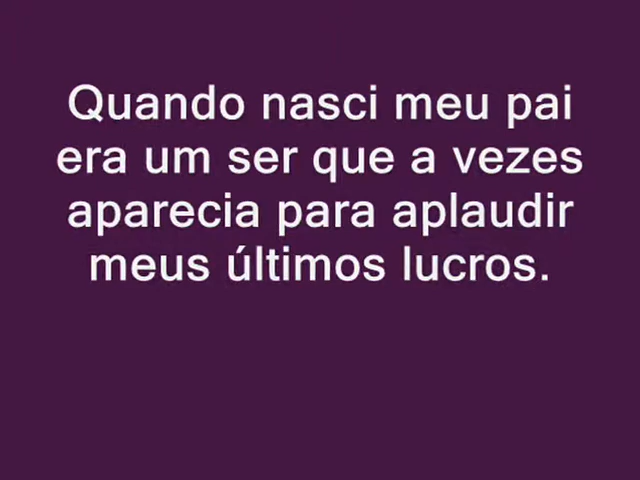 Quando nasci meu pai
era um ser que a vezes
aparecia para aplaudir
meus últimos lucros.